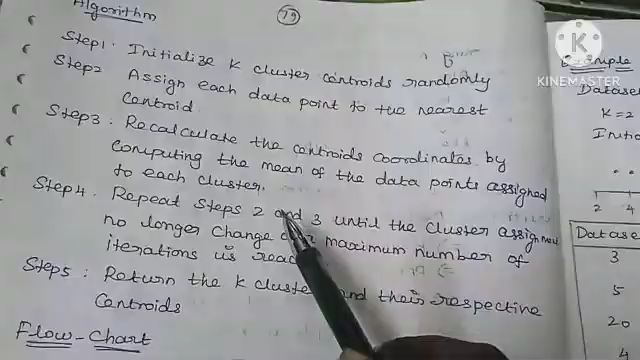 Algorithm
19
Step1: Initialize K cluster centroids randomly
Step2 Assign each data point to the nearest
Centroid.
Step3: Recalculate the centroids coordinates by
computing the mean of the data points assigned
to each cluster.
Step4: Repeat steps 2 and 3 until the cluster assignment
no longer change maximum number of
iterations is
Step5: Return the K and their respective
Centroids
Flow-Chart
K
KINEMASTER
Example
Dataset
K=2
2 4
Dataset
3
5
20
4